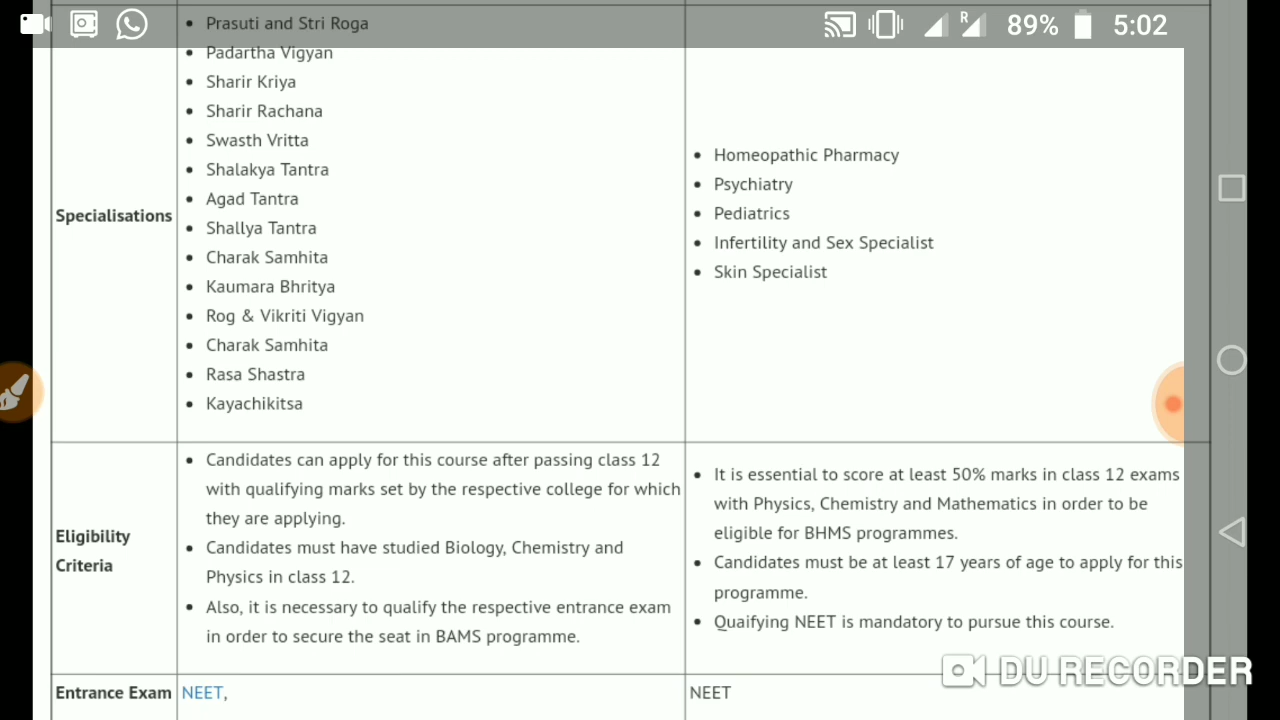 R
89%
5:02
Specialisations
Prasuti and Stri Roga
Padartha Vigyan
Sharir Kriya
Sharir Rachana
Swasth Vritta
Shalakya Tantra
Agad Tantra
Shallya Tantra
Charak Samhita
Kaumara Bhritya
Rog & Vikriti Vigyan
Charak Samhita
Rasa Shastra
Kayachikitsa
Homeopathic Pharmacy
Psychiatry
Pediatrics
Infertility and Sex Specialist
Skin Specialist
Eligibility
Criteria
Candidates can apply for this course after passing class 12
with qualifying marks set by the respective college for which
they are applying.
Candidates must have studied Biology, Chemistry and
Physics in class 12.
Also, it is necessary to qualify the respective entrance exam
in order to secure the seat in BAMS programme.
It is essential to score at least 50% marks in class 12 exams
with Physics, Chemistry and Mathematics in order to be
eligible for BHMS programmes.
Candidates must be at least 17 years of age to apply for this
programme.
Quaifying NEET is mandatory to pursue this course.
DU RECORDER
Entrance Exam
NEET,
NEET